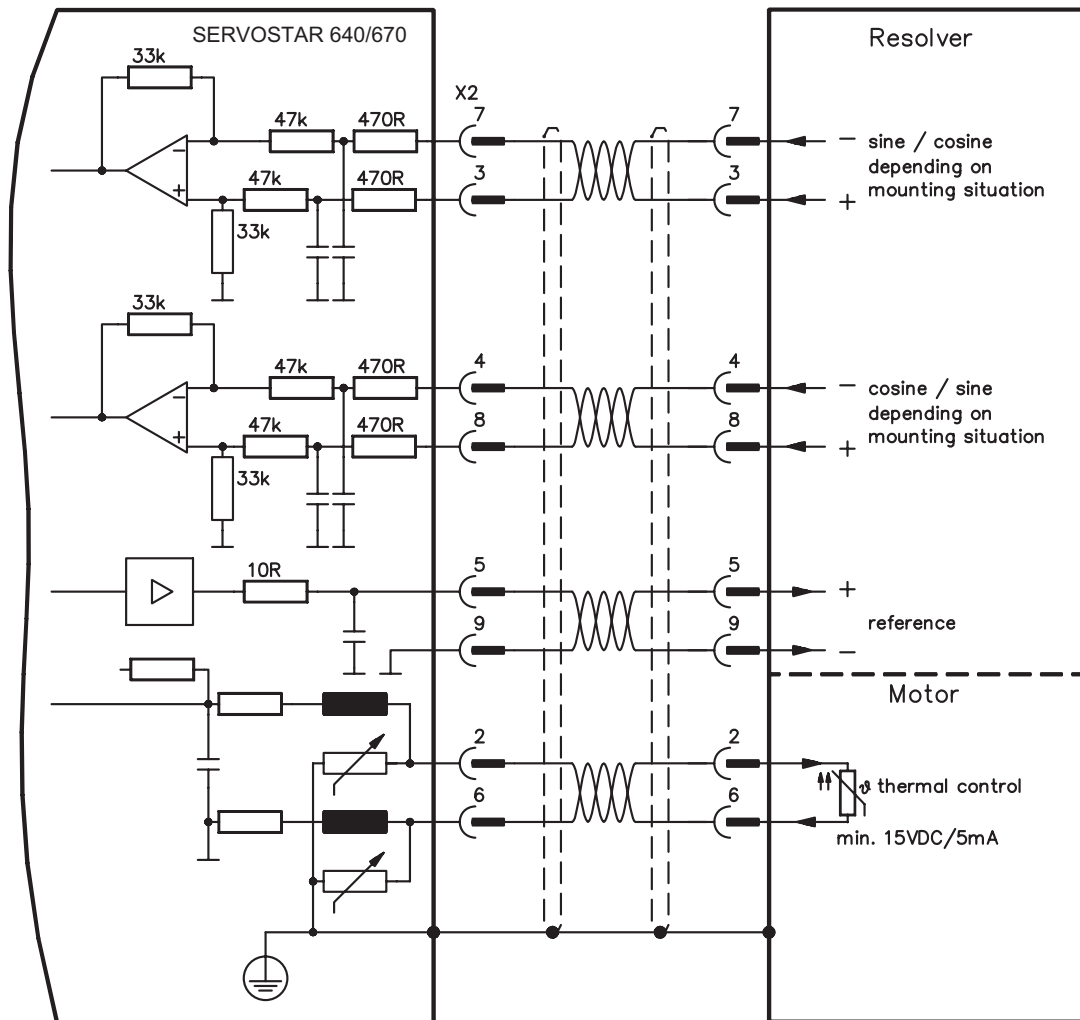 SERVOSTAR 640/670
Resolver
33k
X2
47k
470R
7
7
− sine / cosine
depending on
mounting situation
−
+
47k
470R
3
3
+
33k
33k
47k
470R
4
4
− cosine / sine
depending on
mounting situation
−
+
47k
470R
8
8
+
33k
10R
5
5
+
reference
9
9
−
Motor
2
2
ϑ thermal control
6
6
min. 15VDC/5mA